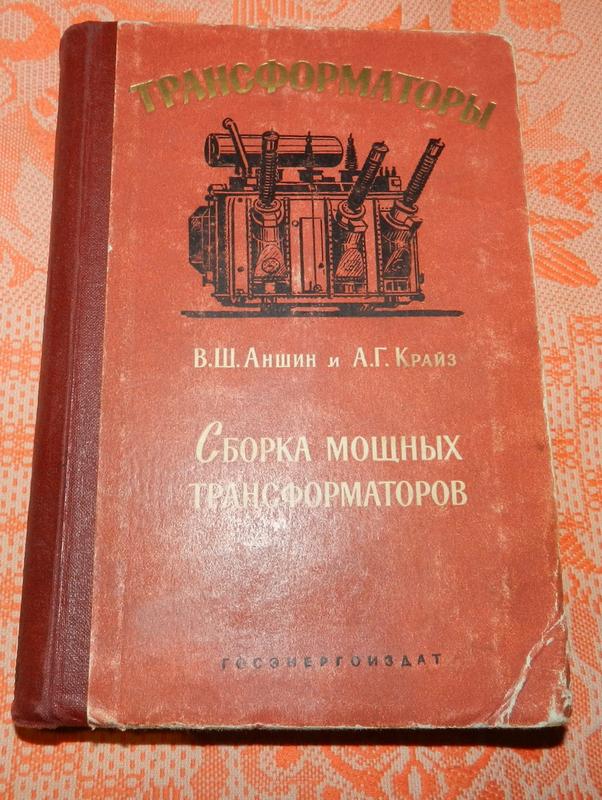 ТРАНСФОРМАТОРЫ
В.Ш. АНШИН И А.Г. КРАЙЗ
СБОРКА МОЩНЫХ
ТРАНСФОРМАТОРОВ
ГОСЭНЕРГОИЗДАТ